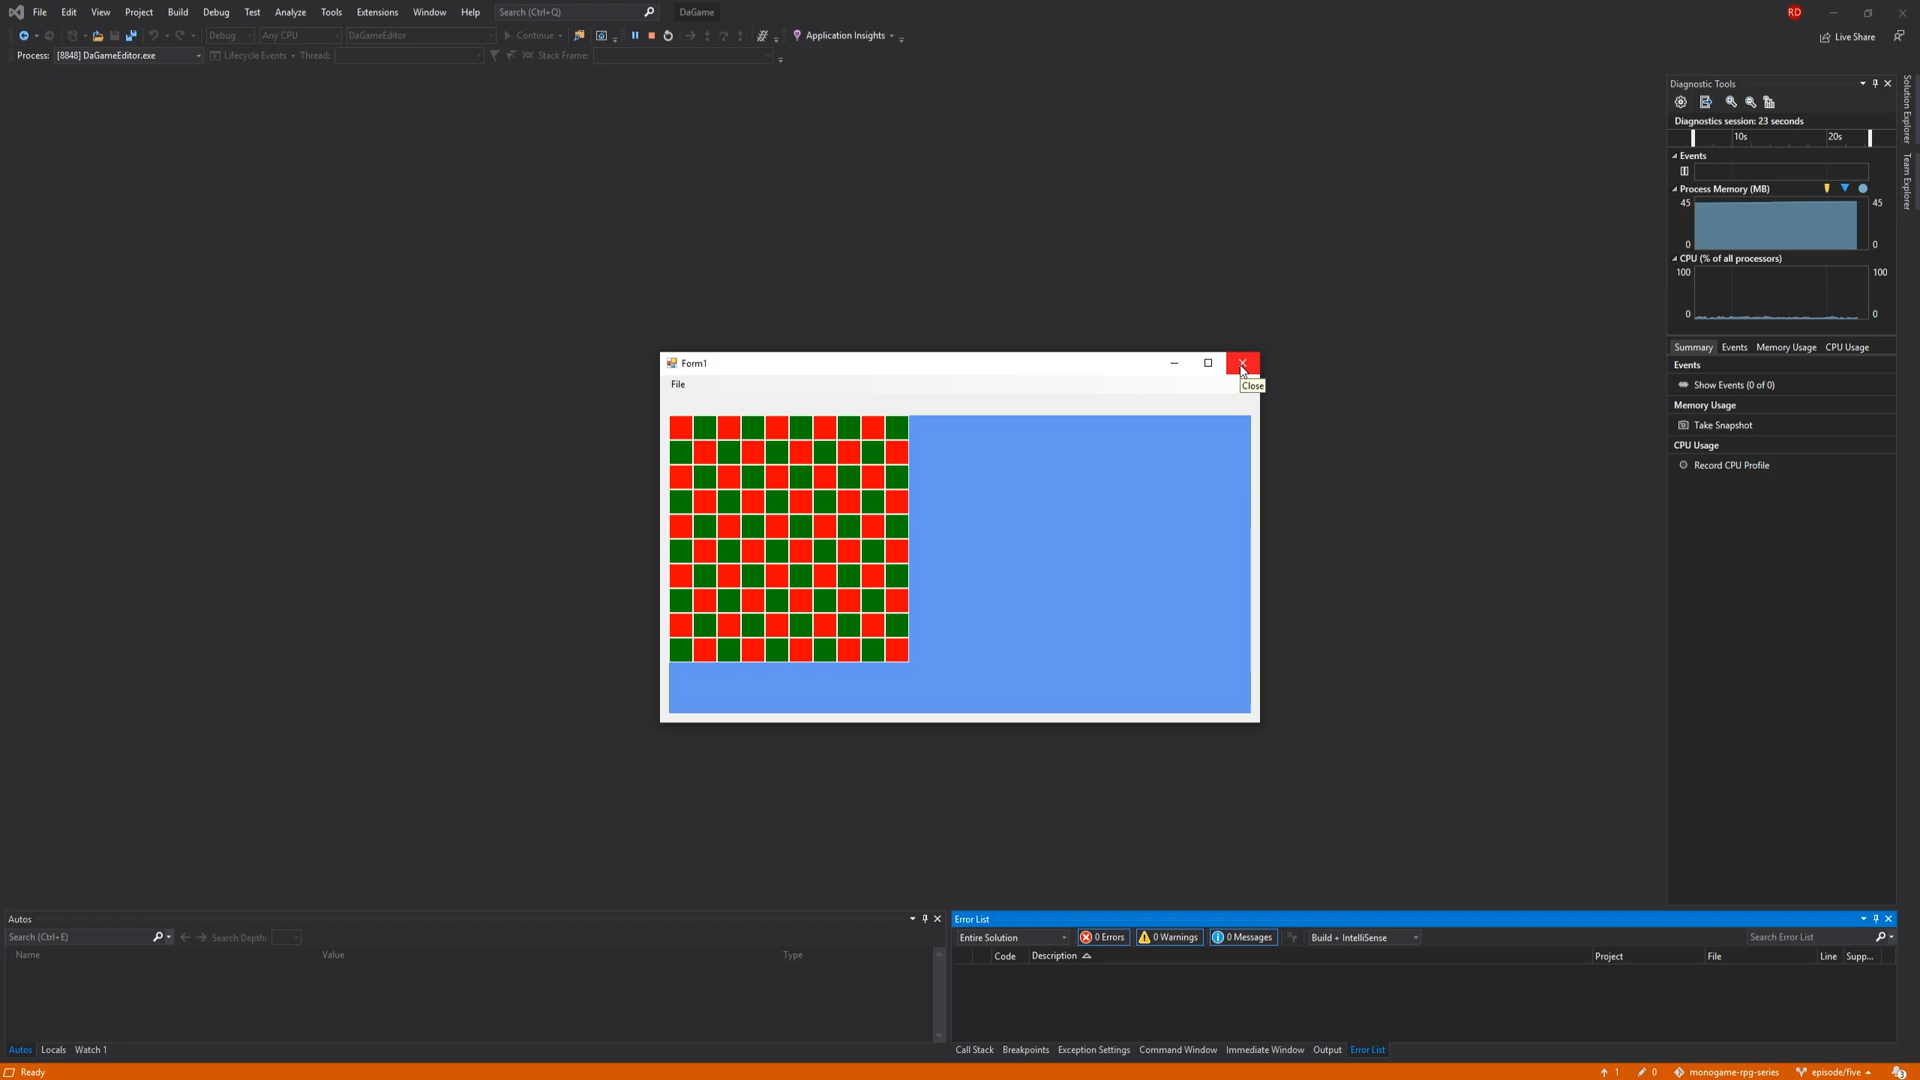 File Edit View Project Build Debug Test Analyze Tools Extensions Window Help Search (Ctrl+Q) DaGame RD
Debug Any CPU DaGameEditor Continue Application Insights Live Share
Process: [8848] DaGameEditor.exe Lifecycle Events Thread: Stack Frame:
Solution Explorer
Team Explorer
Diagnostic Tools
Diagnostics session: 23 seconds
10s 20s
Events
Process Memory (MB)
45 45
0 0
CPU (% of all processors)
100 100
0 0
Summary Events Memory Usage CPU Usage
Events
Show Events (0 of 0)
Memory Usage
Take Snapshot
CPU Usage
Record CPU Profile
Form1
File
Close
Autos
Search (Ctrl+E) Search Depth:
Name Value Type
Autos Locals Watch 1
Error List
Entire Solution 0 Errors 0 Warnings 0 Messages Build + IntelliSense Search Error List
Code Description Project File Line Supp...
Call Stack Breakpoints Exception Settings Command Window Immediate Window Output Error List
Ready 1 0 monogame-rpg-series episode/five 3